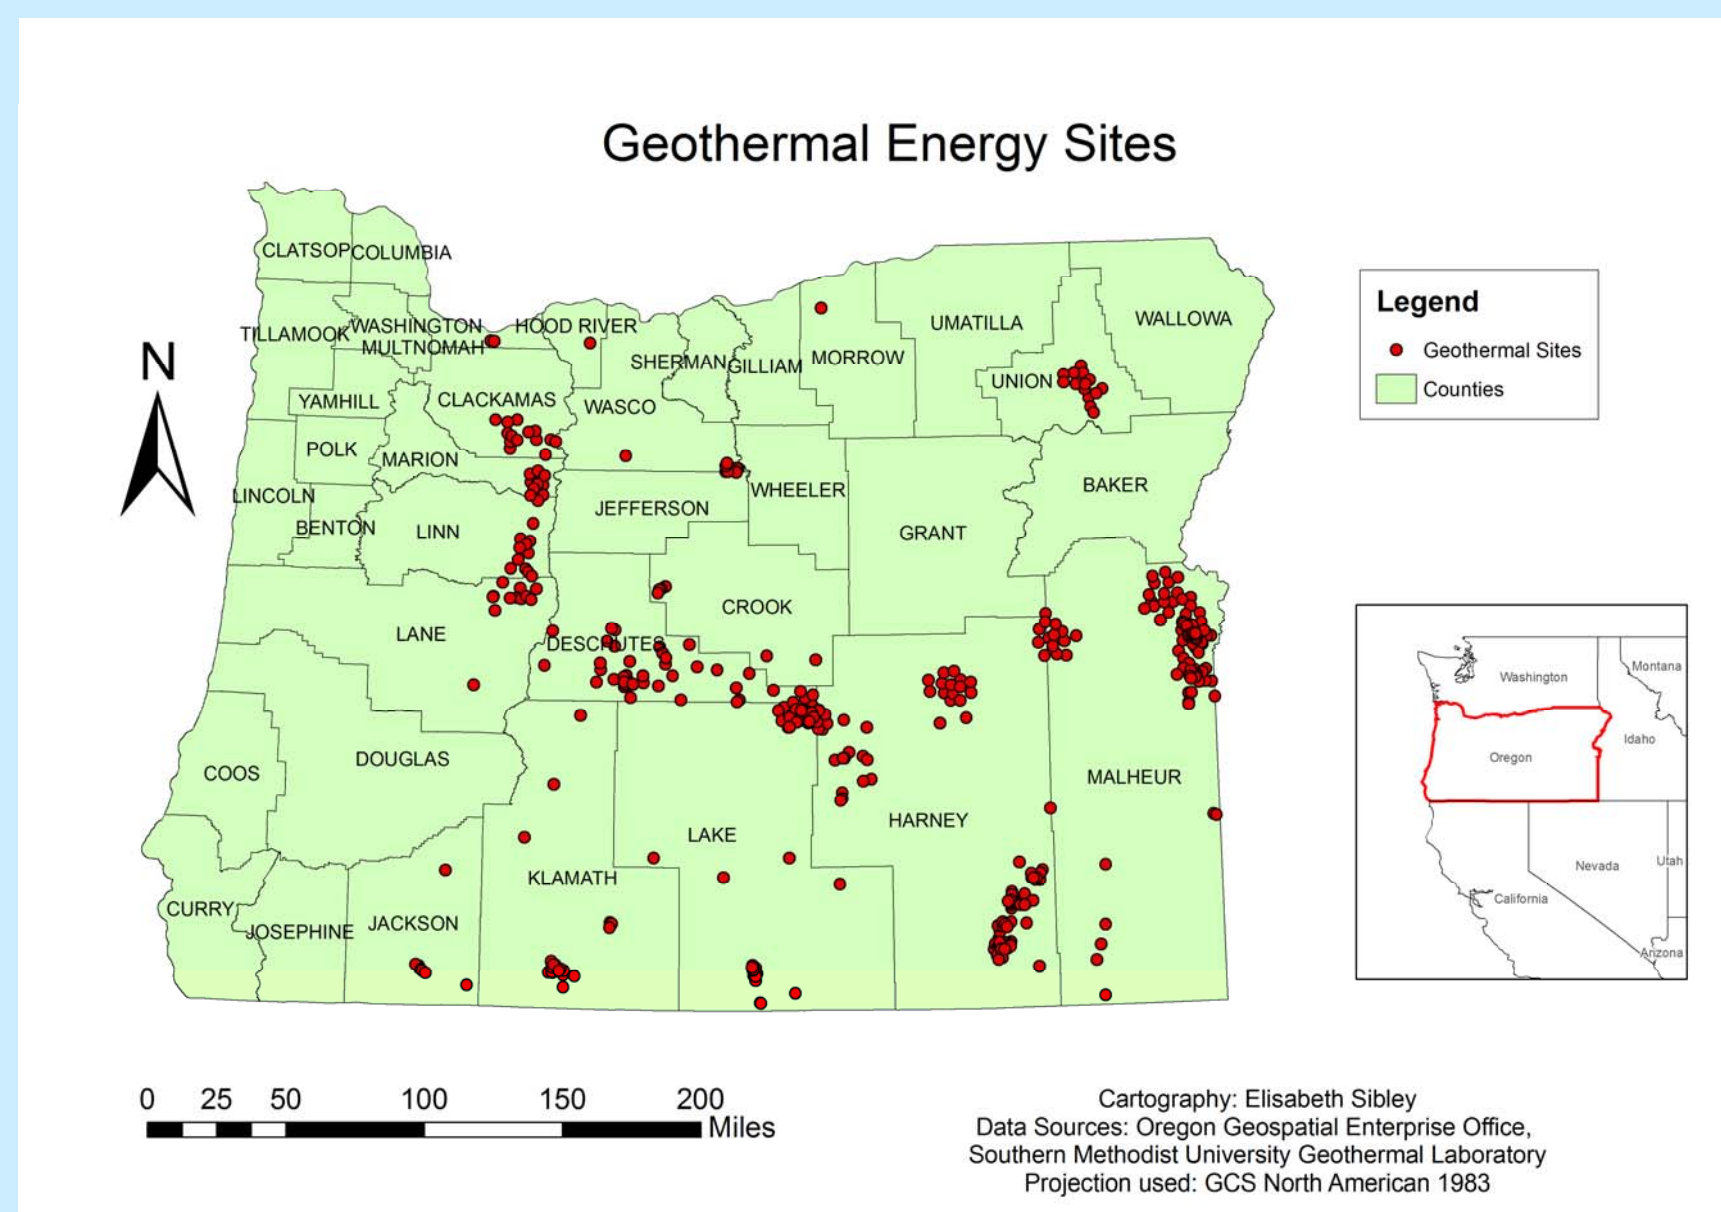 Geothermal Energy Sites
CLATSOP
COLUMBIA
TILLAMOOK
WASHINGTON
HOOD RIVER
MULTNOMAH
UMATILLA
WALLOWA
SHERMAN
GILLIAM
MORROW
UNION
YAMHILL
CLACKAMAS
WASCO
POLK
MARION
BAKER
LINCOLN
WHEELER
JEFFERSON
BENTON
LINN
GRANT
CROOK
LANE
DESCHUTES
DOUGLAS
COOS
MALHEUR
HARNEY
LAKE
KLAMATH
CURRY
JOSEPHINE
JACKSON
N
Legend
Geothermal Sites
Counties
Washington
Montana
Oregon
Idaho
Nevada
Utah
California
Arizona
0 25 50 100 150 200
Miles
Cartography: Elisabeth Sibley
Data Sources: Oregon Geospatial Enterprise Office,
Southern Methodist University Geothermal Laboratory
Projection used: GCS North American 1983